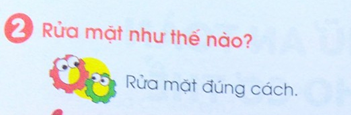 2 Rửa mặt như thế nào?
Rửa mặt đúng cách.